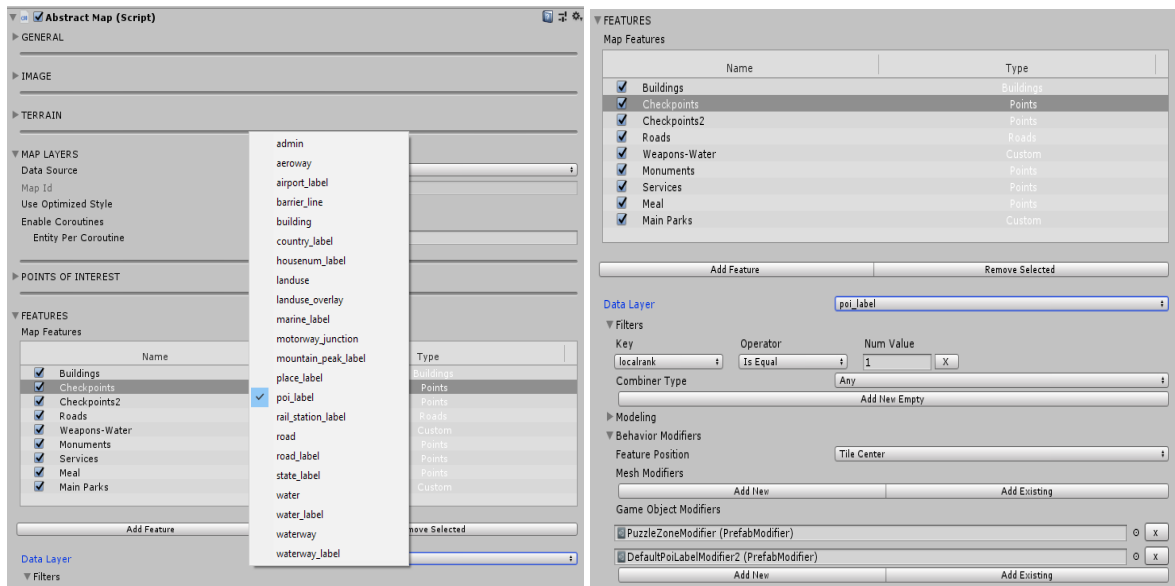 Abstract Map (Script)
GENERAL
IMAGE
TERRAIN
MAP LAYERS
Data Source
Map Id
Use Optimized Style
Enable Coroutines
Entity Per Coroutine
POINTS OF INTEREST
FEATURES
Map Features
Name Type
Buildings Buildings
Checkpoints Points
Checkpoints2 Points
Roads Roads
Weapons-Water Custom
Monuments Points
Services Points
Meal Points
Main Parks Custom
Add Feature move Selected
Data Layer
Filters
admin
aeroway
airport_label
barrier_line
building
country_label
housenum_label
landuse
landuse_overlay
marine_label
motorway_junction
mountain_peak_label
place_label
poi_label
rail_station_label
road
road_label
state_label
water
water_label
waterway
waterway_label
FEATURES
Map Features
Name Type
Buildings Buildings
Checkpoints Points
Checkpoints2 Points
Roads Roads
Weapons-Water Custom
Monuments Points
Services Points
Meal Points
Main Parks Custom
Add Feature Remove Selected
Data Layer poi_label
Filters
Key Operator Num Value
localrank Is Equal 1 X
Combiner Type Any
Add New Empty
Modeling
Behavior Modifiers
Feature Position Tile Center
Mesh Modifiers
Add New Add Existing
Game Object Modifiers
PuzzleZoneModifier (PrefabModifier) x
DefaultPoiLabelModifier2 (PrefabModifier) x
Add New Add Existing